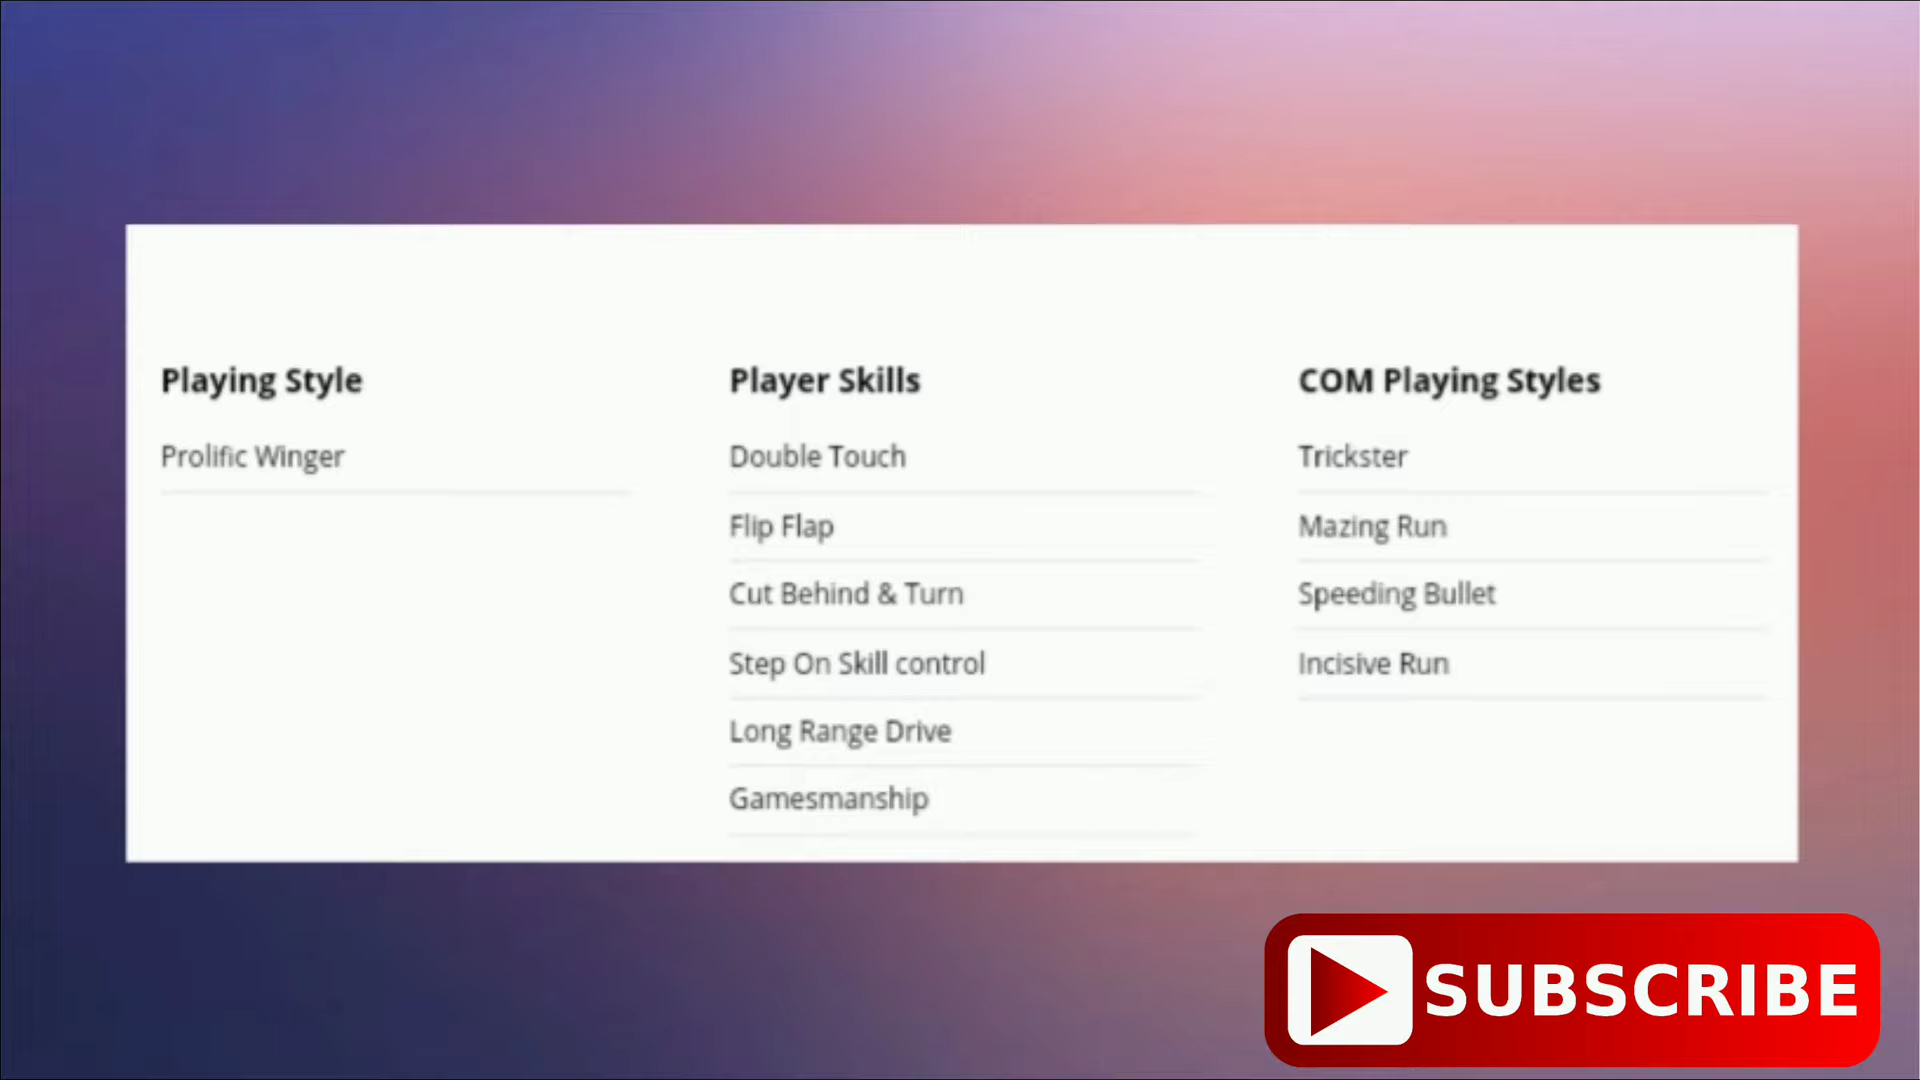 Playing Style
Prolific Winger
Player Skills
Double Touch
Flip Flap
Cut Behind & Turn
Step On Skill control
Long Range Drive
Gamesmanship
COM Playing Styles
Trickster
Mazing Run
Speeding Bullet
Incisive Run
SUBSCRIBE